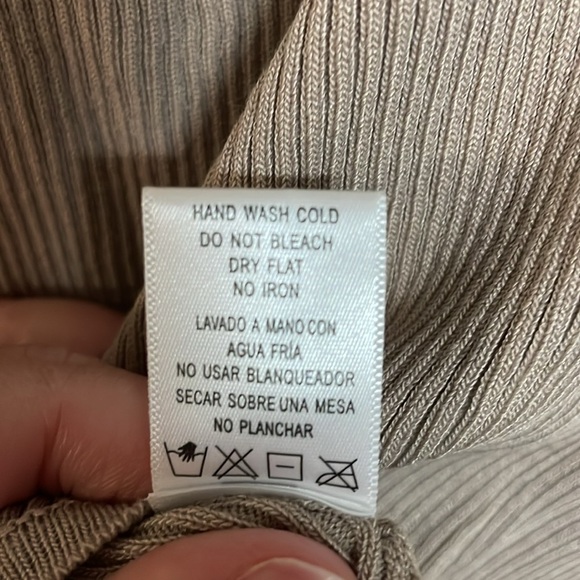 HAND WASH COLD
DO NOT BLEACH
DRY FLAT
NO IRON
LAVADO A MANO CON
AGUA FRÍA
NO USAR BLANQUEADOR
SECAR SOBRE UNA MESA
NO PLANCHAR